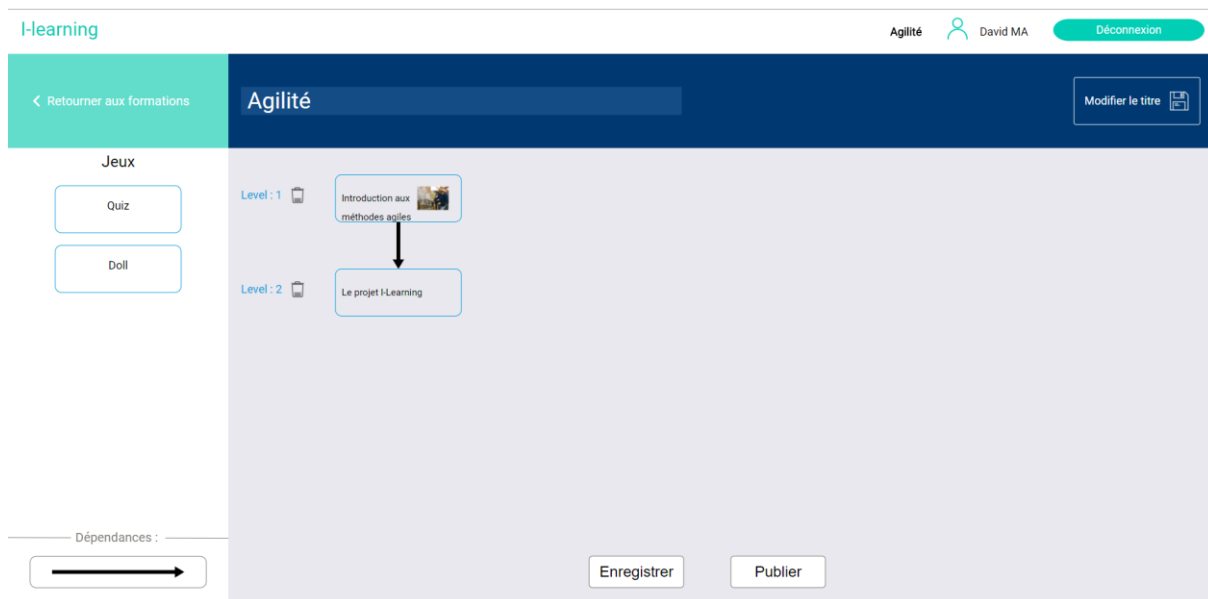 I-learning
Agilité
David MA
Déconnexion
Retourner aux formations
Agilité
Modifier le titre
Jeux
Quiz
Doll
Level : 1
Introduction aux
méthodes agiles
Level : 2
Le projet I-Learning
Dépendances :
Enregistrer
Publier